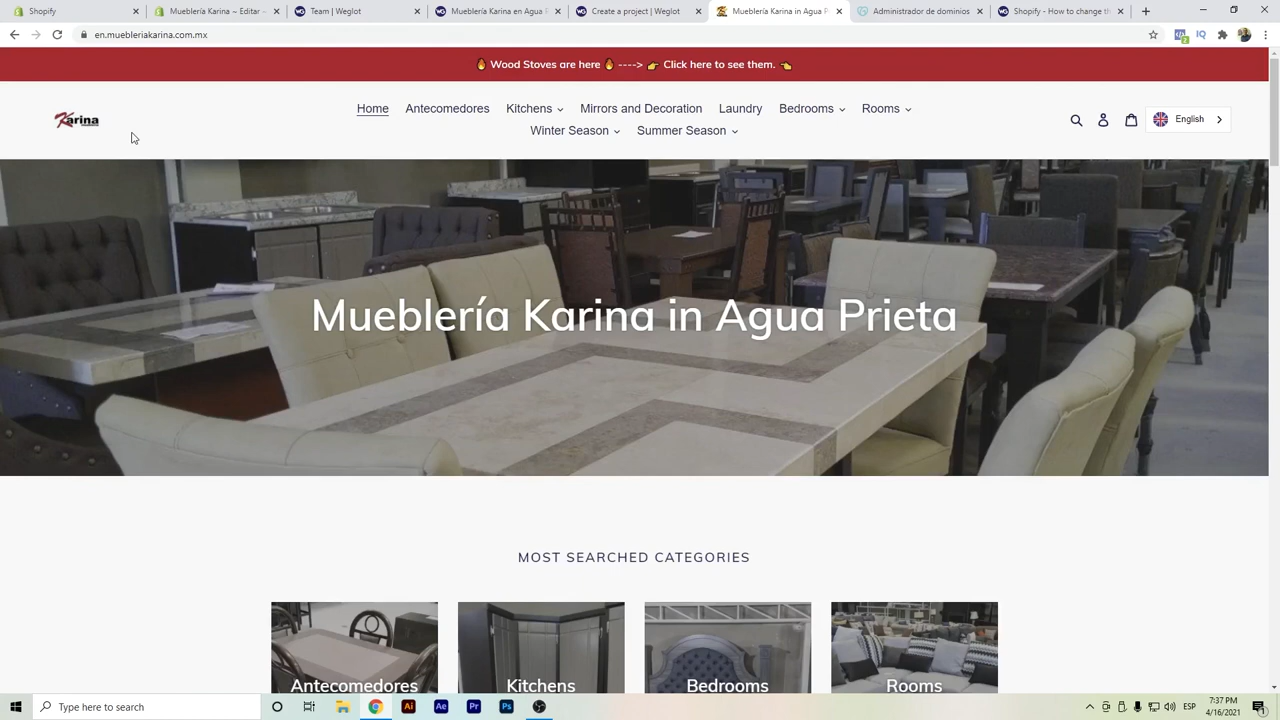 Shopify
Mueblería Karina ~ Editar –
Team | Weglot
Mueblería Karina en Agua P
Create a project | Weglot
Mueblería Karina in Agua P
Administrador de dominios
Shopify - How to change th
en.muebleriakarina.com.mx
🔥 Wood Stoves are here 🔥 ----> 👉 Click here to see them. 👈
Karina
Home Antecomedores Kitchens Mirrors and Decoration Laundry Bedrooms Rooms
Winter Season Summer Season
English
Mueblería Karina in Agua Prieta
MOST SEARCHED CATEGORIES
Antecomedores Kitchens Bedrooms Rooms
Type here to search
Ai Ae Pr Ps
ESP
7:37 PM
4/16/2021